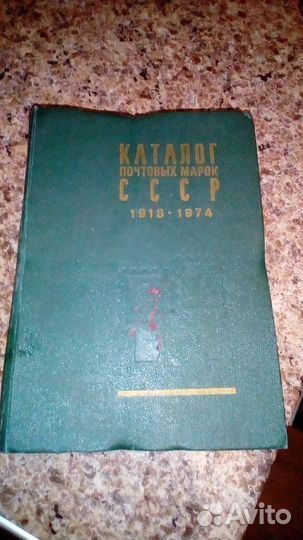 КАТАЛОГ
ПОЧТОВЫХ МАРОК
СССР
1918 · 1974
Avito